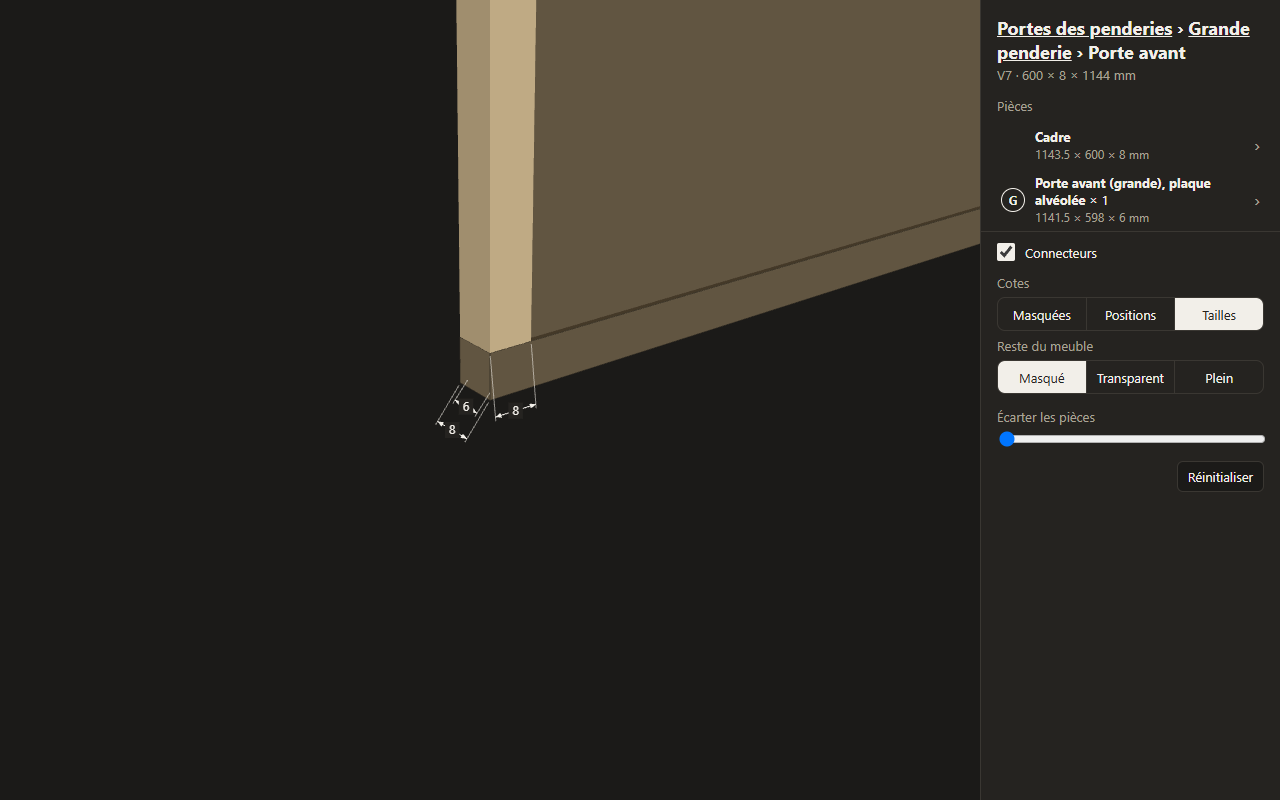 Portes des penderies › Grande
penderie › Porte avant
V7 · 600 × 8 × 1144 mm
Pièces
Cadre
1143.5 × 600 × 8 mm
›
G
Porte avant (grande), plaque
alvéolée × 1
1141.5 × 598 × 6 mm
›
Connecteurs
Cotes
Masquées Positions Tailles
Reste du meuble
Masqué Transparent Plein
Écarter les pièces
Réinitialiser
6
8
8